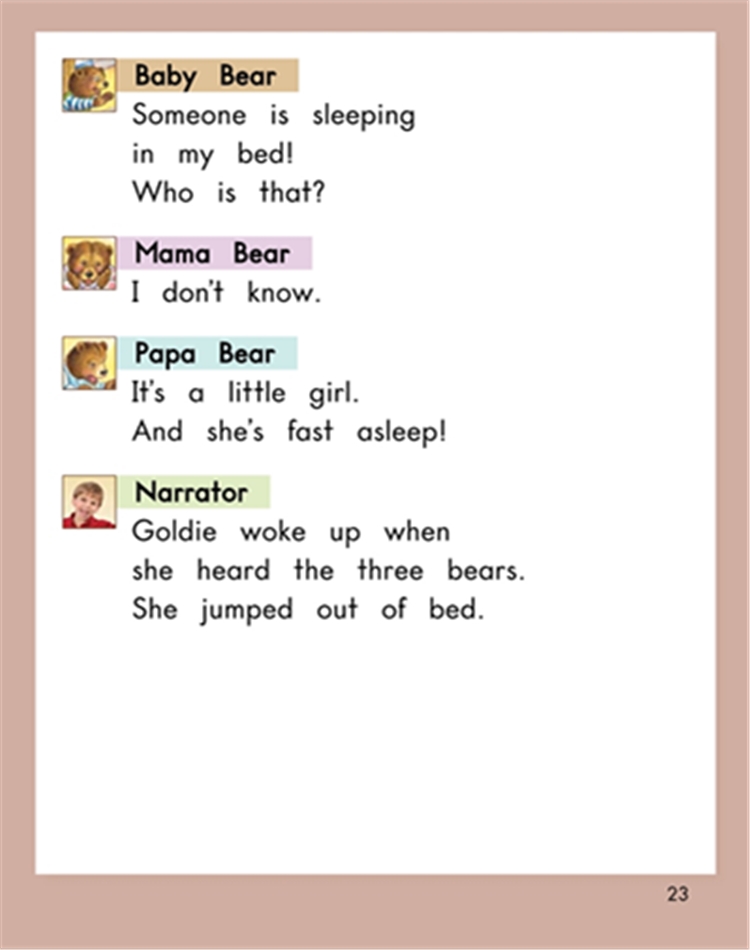 Baby Bear
Someone is sleeping
in my bed!
Who is that?
Mama Bear
I don't know.
Papa Bear
It's a little girl.
And she's fast asleep!
Narrator
Goldie woke up when
she heard the three bears.
She jumped out of bed.
23